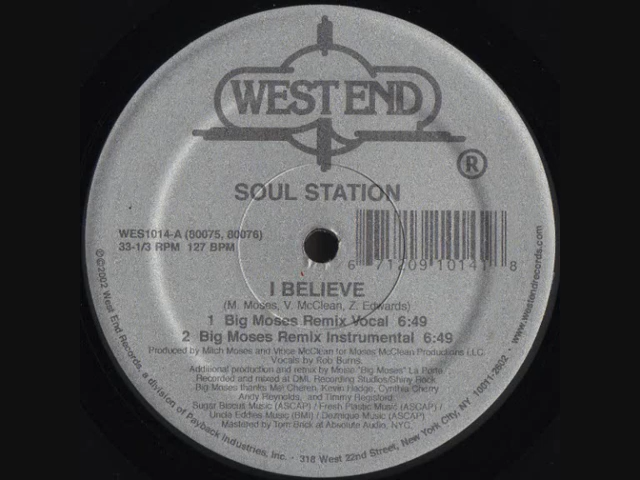 WEST END
®
SOUL STATION
WES1014-A (80075, 80076)
33-1/3 RPM 127 BPM
6 71209 10141 8
I BELIEVE
(M. Moses, V. McClean, Z. Edwards)
1 Big Moses Remix Vocal 6:49
2 Big Moses Remix Instrumental 6:49
Produced by Mitch Moses and Vince McClean for Moses McClean Productions LLC.
Vocals by Rob Burns.
Additional production and remix by Moses "Big Moses" La Porta
Recorded and mixed at DML Recording Studios/Shiny Rock
Big Moses thanks: Mel Cheren, Kevin Hedge, Cynthia Cherry
Andy Reynolds, and Timmy Regisford.
Sugar Biscus Music (ASCAP) / Fresh Plastic Music (ASCAP) /
Uncle Eddies Music (BMI) / Music (ASCAP)
Mastered by Tom Brick at Absolute Audio, NYC.
©2002 West End Records, a division of Payback Industries, Inc. • 318 West 22nd Street, New York City, NY, 10011-2602 • www.westendrecords.com